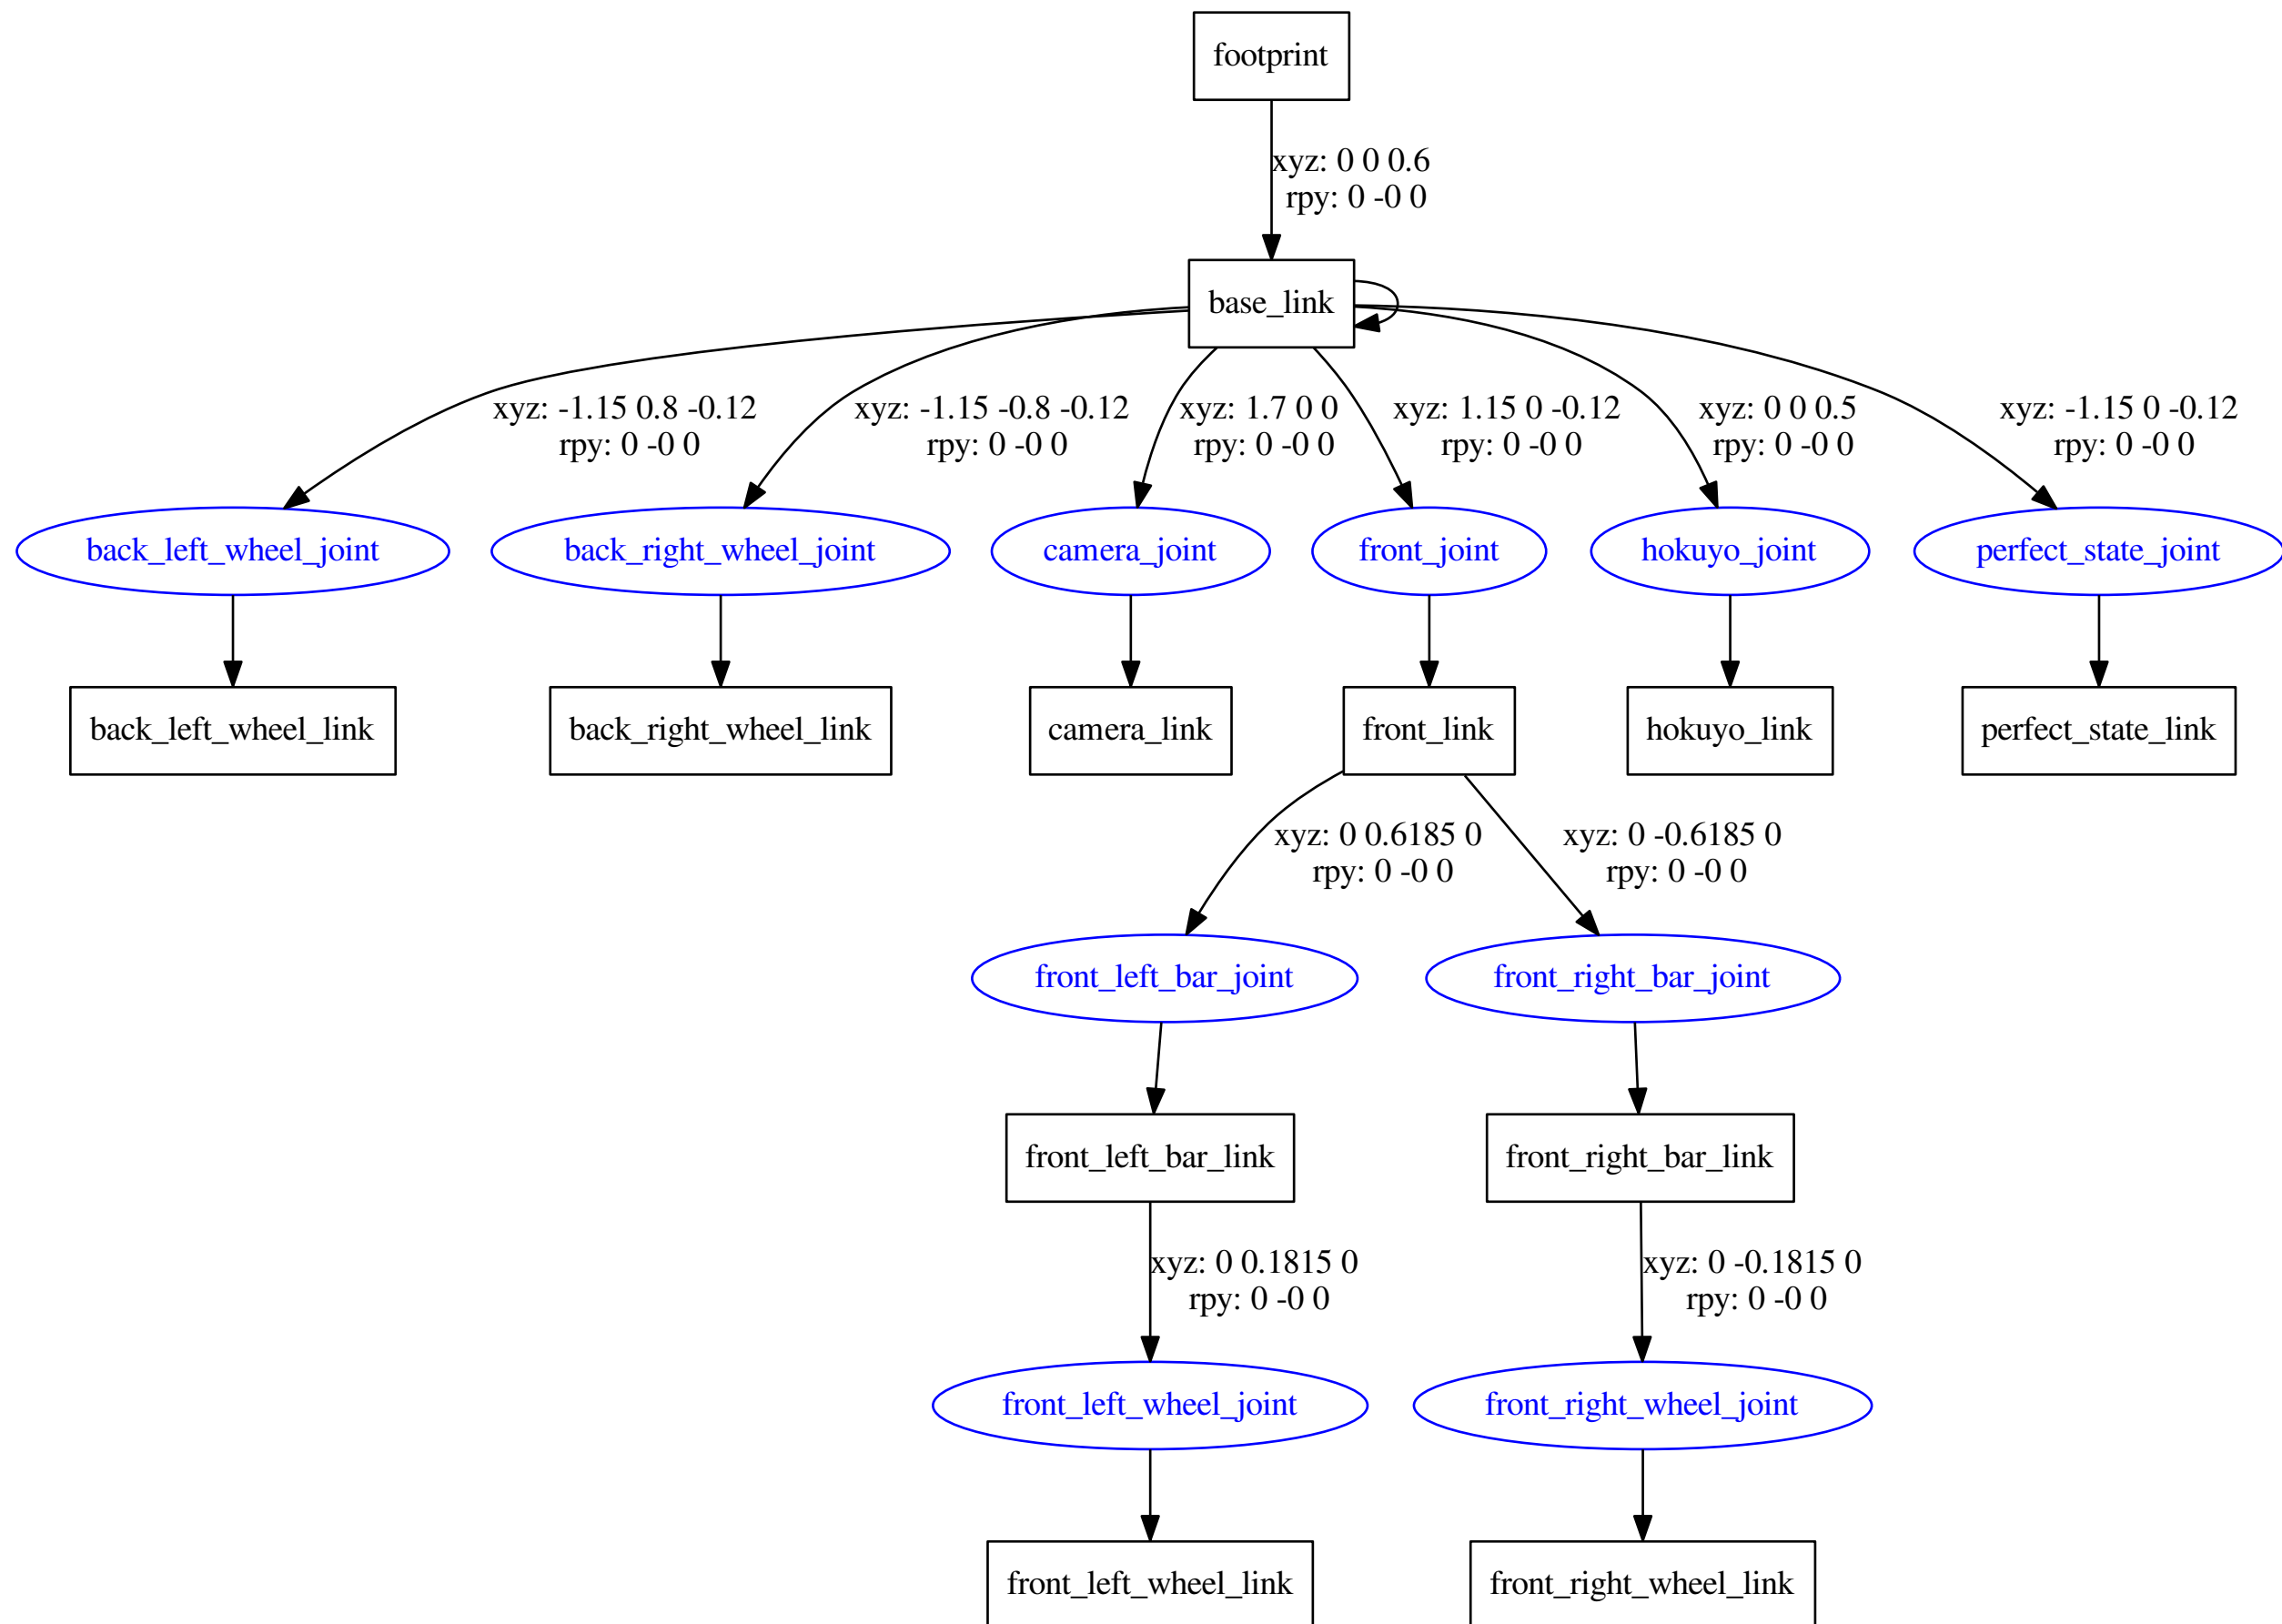 footprint
xyz: 0 0 0.6
rpy: 0 -0 0
base_link
xyz: -1.15 0.8 -0.12
rpy: 0 -0 0
xyz: -1.15 -0.8 -0.12
rpy: 0 -0 0
xyz: 1.7 0 0
rpy: 0 -0 0
xyz: 1.15 0 -0.12
rpy: 0 -0 0
xyz: 0 0 0.5
rpy: 0 -0 0
xyz: -1.15 0 -0.12
rpy: 0 -0 0
back_left_wheel_joint
back_right_wheel_joint
camera_joint
front_joint
hokuyo_joint
perfect_state_joint
back_left_wheel_link
back_right_wheel_link
camera_link
front_link
hokuyo_link
perfect_state_link
xyz: 0 0.6185 0
rpy: 0 -0 0
xyz: 0 -0.6185 0
rpy: 0 -0 0
front_left_bar_joint
front_right_bar_joint
front_left_bar_link
front_right_bar_link
xyz: 0 0.1815 0
rpy: 0 -0 0
xyz: 0 -0.1815 0
rpy: 0 -0 0
front_left_wheel_joint
front_right_wheel_joint
front_left_wheel_link
front_right_wheel_link